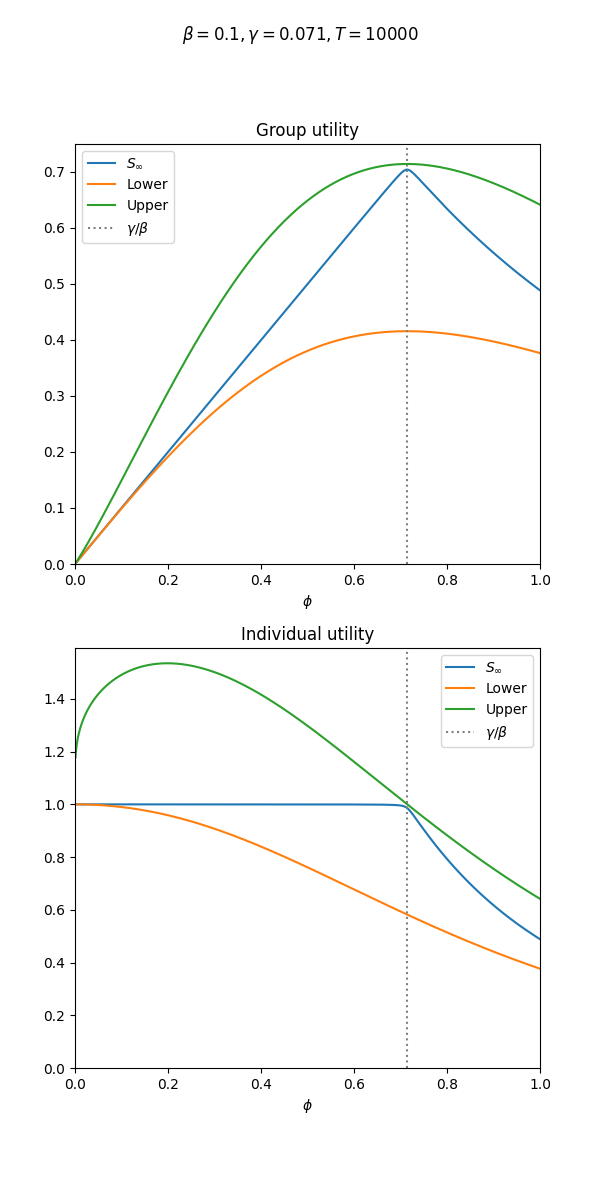 β = 0.1, γ = 0.071, T = 10000
Group utility
S∞
Lower
Upper
γ/β
0.7
0.6
0.5
0.4
0.3
0.2
0.1
0.0
0.0 0.2 0.4 0.6 0.8 1.0
ϕ
Individual utility
S∞
Lower
Upper
γ/β
1.4
1.2
1.0
0.8
0.6
0.4
0.2
0.0
0.0 0.2 0.4 0.6 0.8 1.0
ϕ